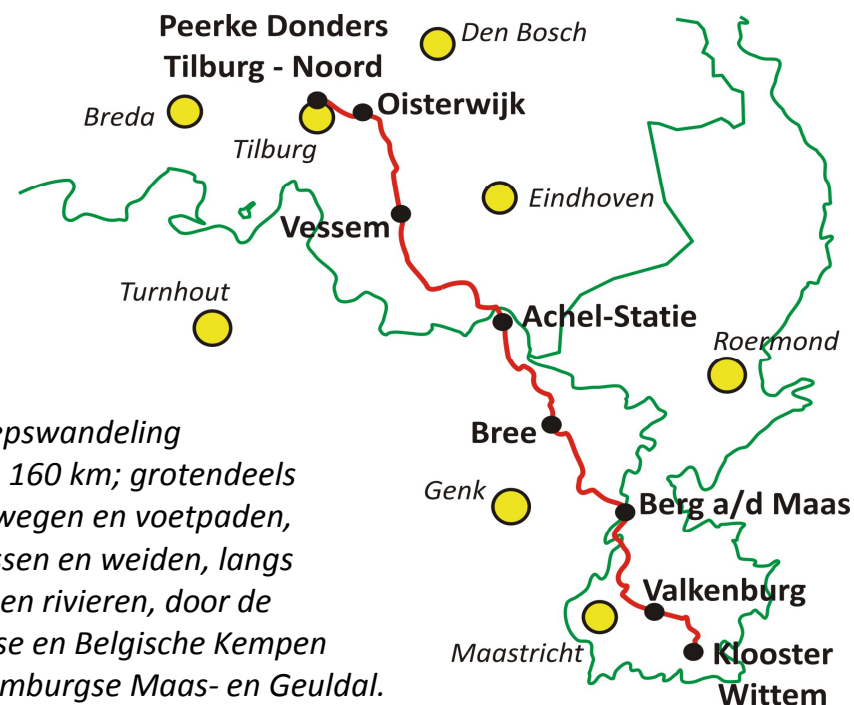 Peerke Donders
Tilburg - Noord
Den Bosch
Breda
Oisterwijk
Tilburg
Eindhoven
Vessem
Turnhout
Achel-Statie
Roermond
Bree
Genk
Berg a/d Maas
Valkenburg
Maastricht
Klooster
Wittem
epswandeling
160 km; grotendeels
wegen en voetpaden,
ssen en weiden, langs
en rivieren, door de
se en Belgische Kempen
mburgse Maas- en Geuldal.